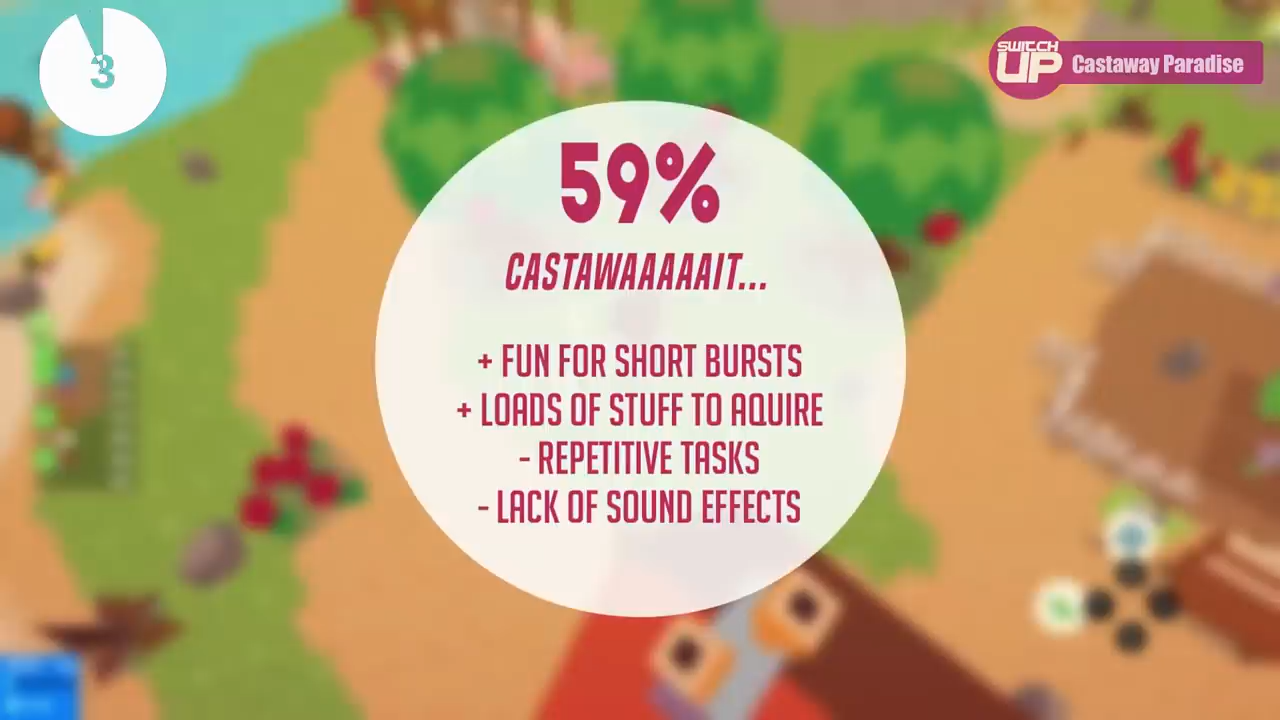 3
SWITCH
UP
Castaway Paradise
59%
CASTAWAAAAAIT...
+ FUN FOR SHORT BURSTS
+ LOADS OF STUFF TO AQUIRE
- REPETITIVE TASKS
- LACK OF SOUND EFFECTS